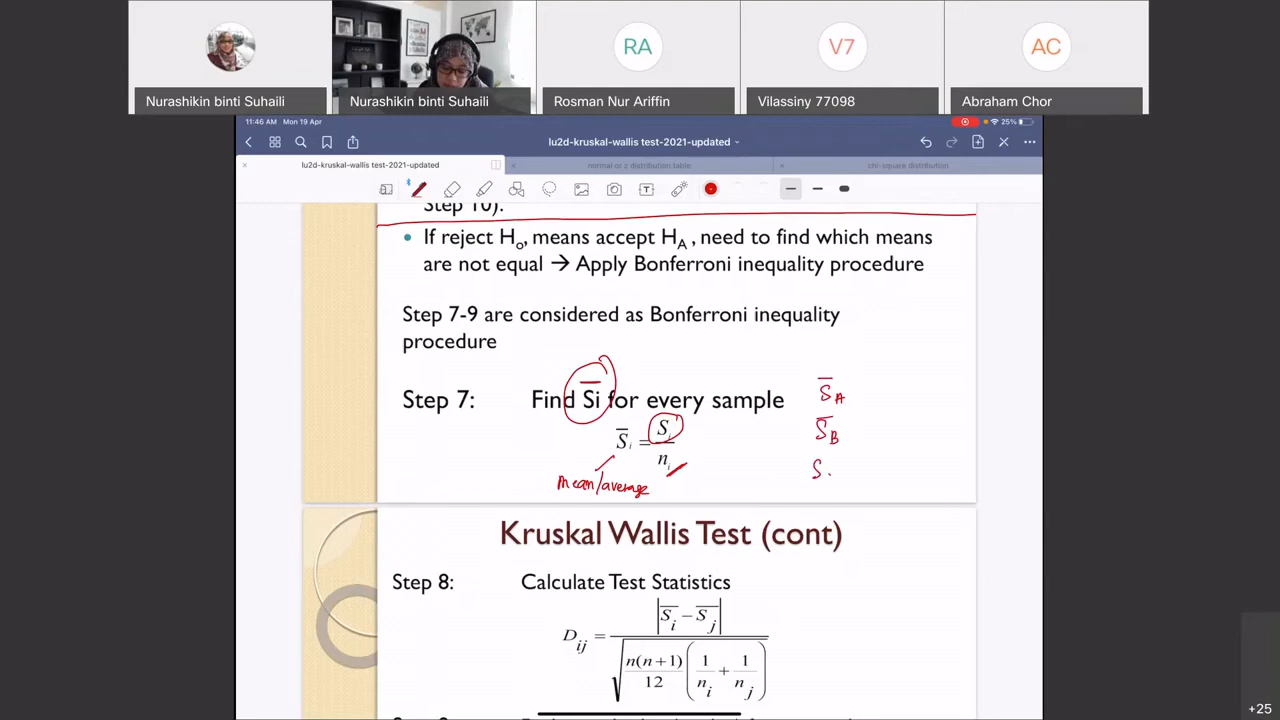 RA
V7
AC
Nurashikin binti Suhaili
Nurashikin binti Suhaili
Rosman Nur Ariffin
Vilassiny 77098
Abraham Chor
11:46 AM Mon 19 Apr
25%
lu2d-kruskal-wallis test-2021-updated
lu2d-kruskal-wallis test-2021-updated
normal or z distribution table
chi-square distribution
Step 10).
• If reject Ho, means accept HA , need to find which means
are not equal → Apply Bonferroni inequality procedure
Step 7-9 are considered as Bonferroni inequality
procedure
Step 7: Find S̅i for every sample
S̅i = Si / ni
mean/average
S̅A
S̅B
S.
Kruskal Wallis Test (cont)
Step 8: Calculate Test Statistics
Dij = |S̅i − S̅j| / √(n(n+1)/12 (1/ni + 1/nj))
+25